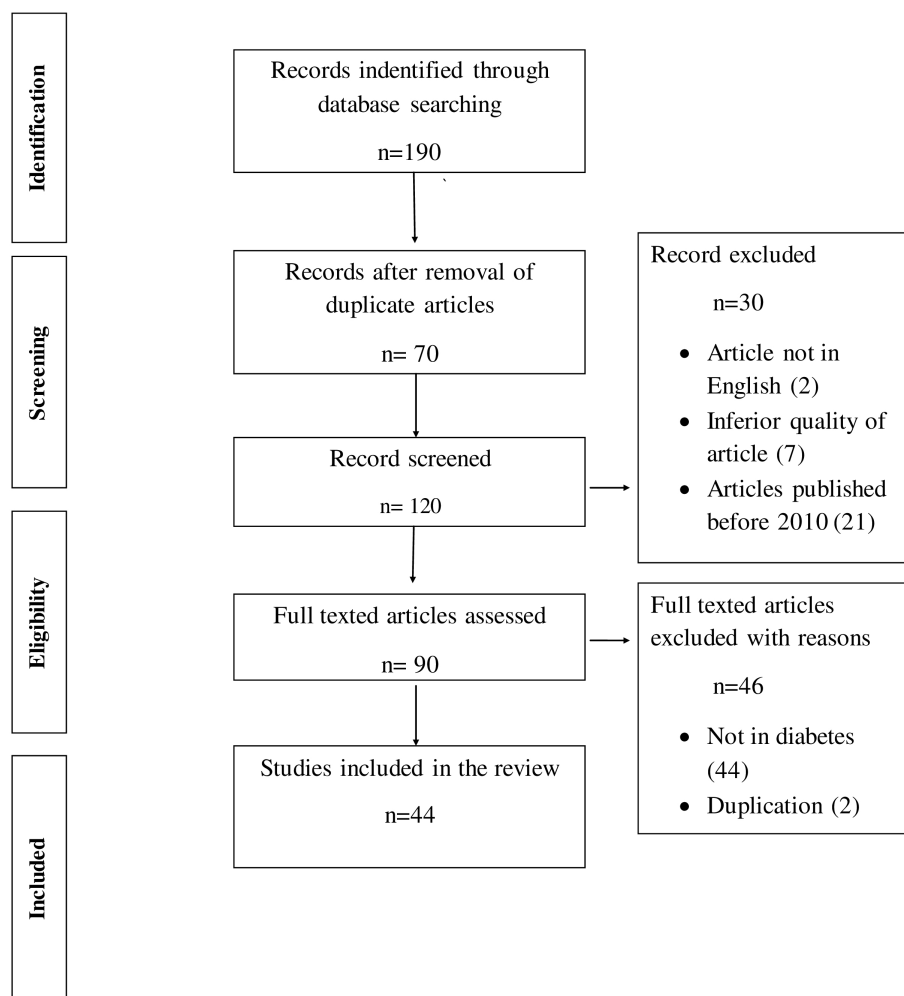 Identification
Records indentified through
database searching
n=190
`
Screening
Records after removal of
duplicate articles
n= 70
Record screened
n= 120
Record excluded
n=30
• Article not in
English (2)
• Inferior quality of
article (7)
• Articles published
before 2010 (21)
Eligibility
Full texted articles assessed
n= 90
Full texted articles
excluded with reasons
n=46
• Not in diabetes
(44)
• Duplication (2)
Included
Studies included in the review
n=44